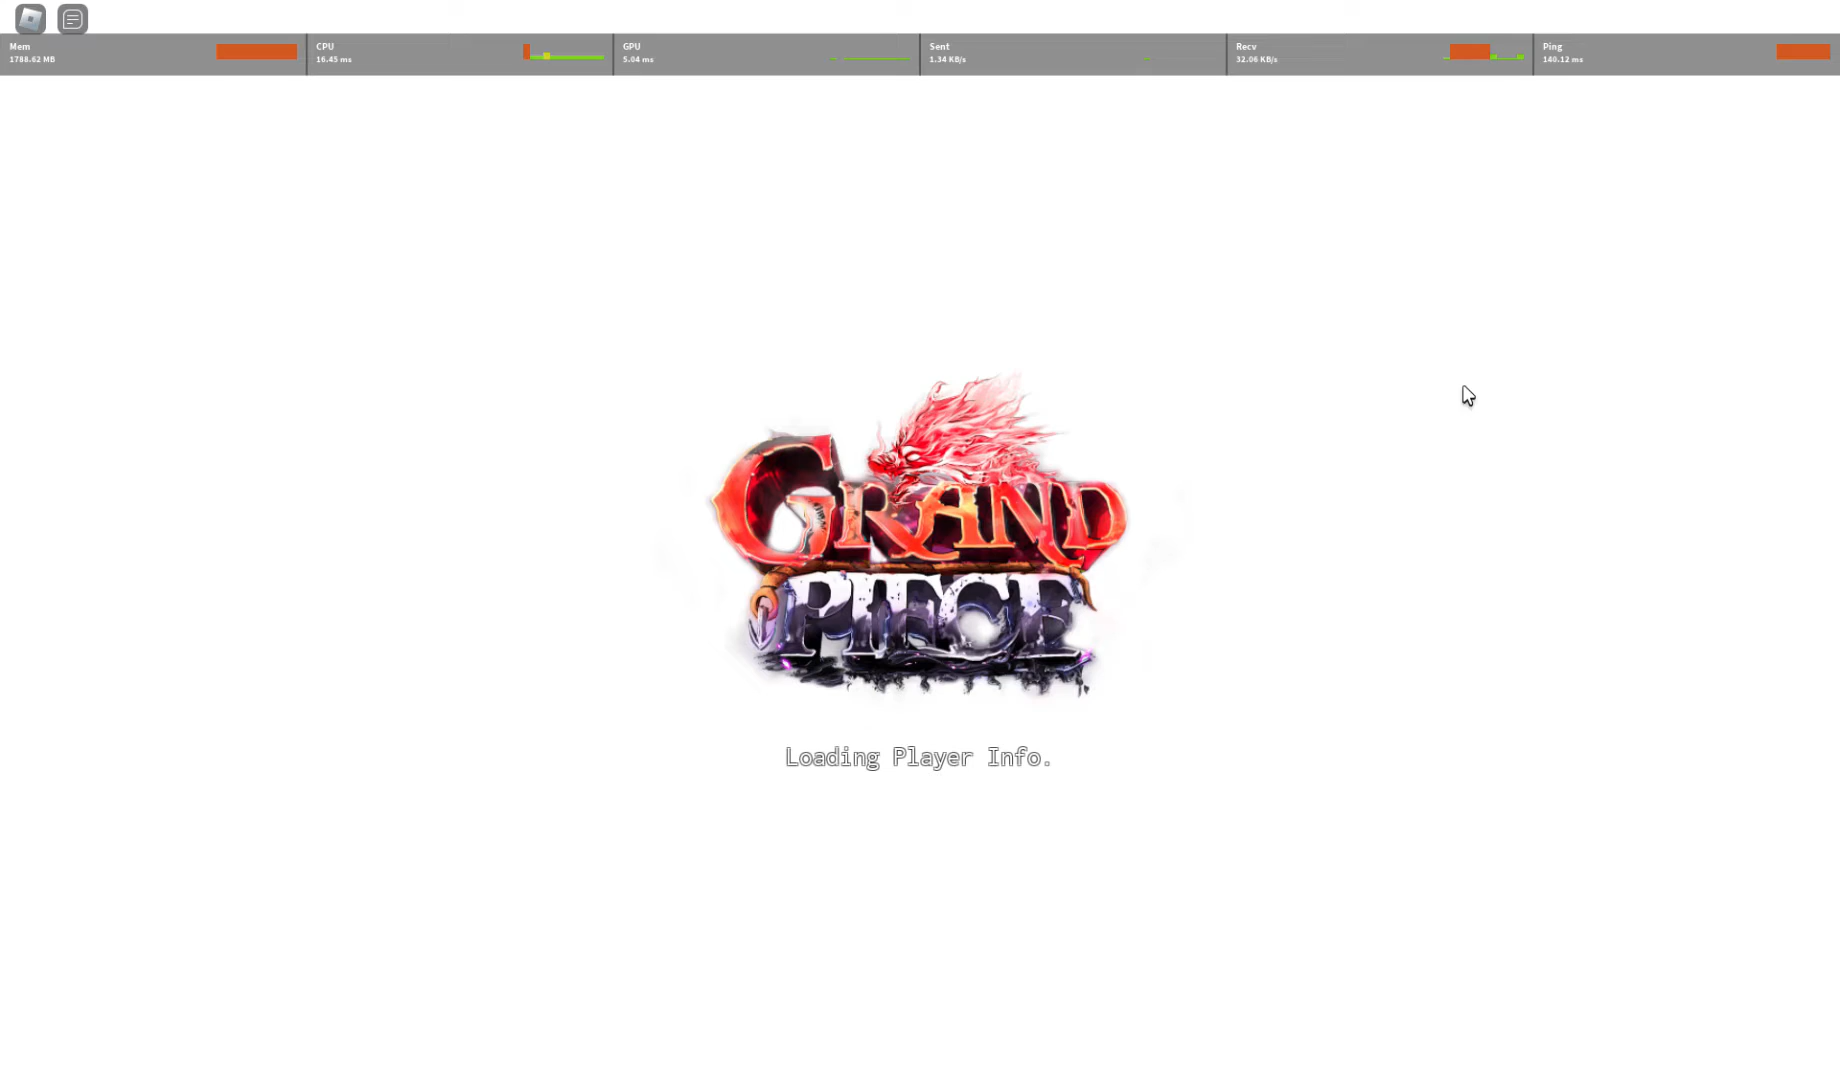 Mem
1788.62 MB
CPU
16.45 ms
GPU
5.04 ms
Sent
1.34 KB/s
Recv
32.06 KB/s
Ping
140.12 ms
GRAND
PIECE
Loading Player Info.